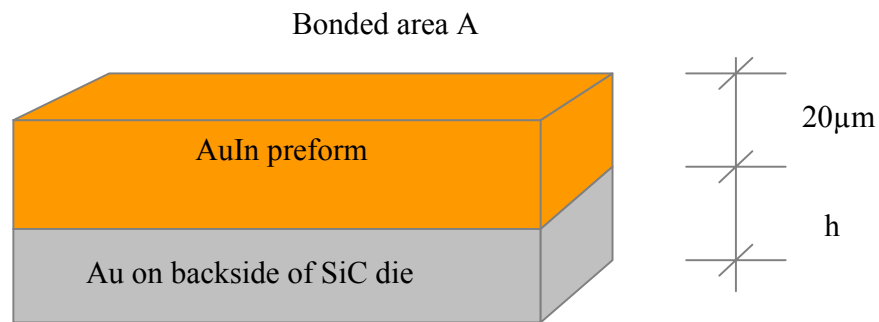 Bonded area A
20µm
AuIn preform
h
Au on backside of SiC die